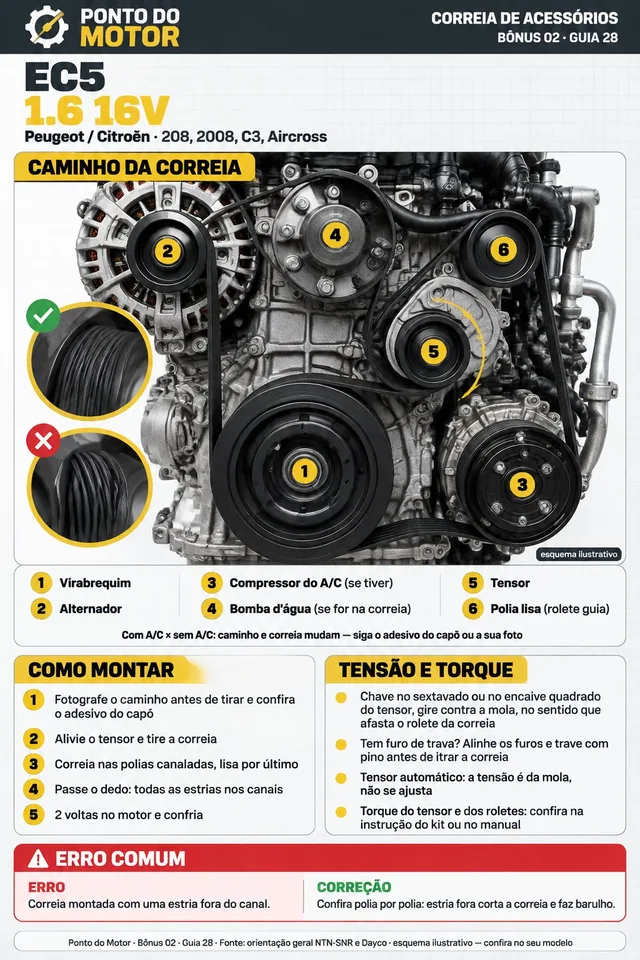 PONTO DO
MOTOR
CORREIA DE ACESSÓRIOS
BÔNUS 02 · GUIA 28
EC5
1.6 16V
Peugeot / Citroën · 208, 2008, C3, Aircross
CAMINHO DA CORREIA
2
4
6
5
1
3
esquema ilustrativo
1 Virabrequim
3 Compressor do A/C (se tiver)
5 Tensor
2 Alternador
4 Bomba d'água (se for na correia)
6 Polia lisa (rolete guia)
Com A/C × sem A/C: caminho e correia mudam — siga o adesivo do capô ou a sua foto
COMO MONTAR
1 Fotografe o caminho antes de tirar e confira
o adesivo do capó
2 Alivie o tensor e tire a correia
3 Correia nas polias canaladas, lisa por último
4 Passe o dedo: todas as estrias nos canais
5 2 voltas no motor e confria
TENSÃO E TORQUE
Chave no sextavado ou no encaive quadrado
do tensor, gire contra a mola, no sentido que
afasta o rolete da correia
Tem furo de trava? Alinhe os furos e trave com
pino antes de itrar a correia
Tensor automático: a tensão é da mola,
não se ajusta
Torque do tensor e dos roletes: confira na
instrução do kit ou no manual
ERRO COMUM
ERRO
Correia montada com uma estria fora do canal.
CORREÇÃO
Confira polia por polia: estria fora corta a correia e faz barulho.
Ponto do Motor · Bônus 02 · Guia 28 · Fonte: orientação geral NTN-SNR e Dayco · esquema ilustrativo — confira no seu modelo